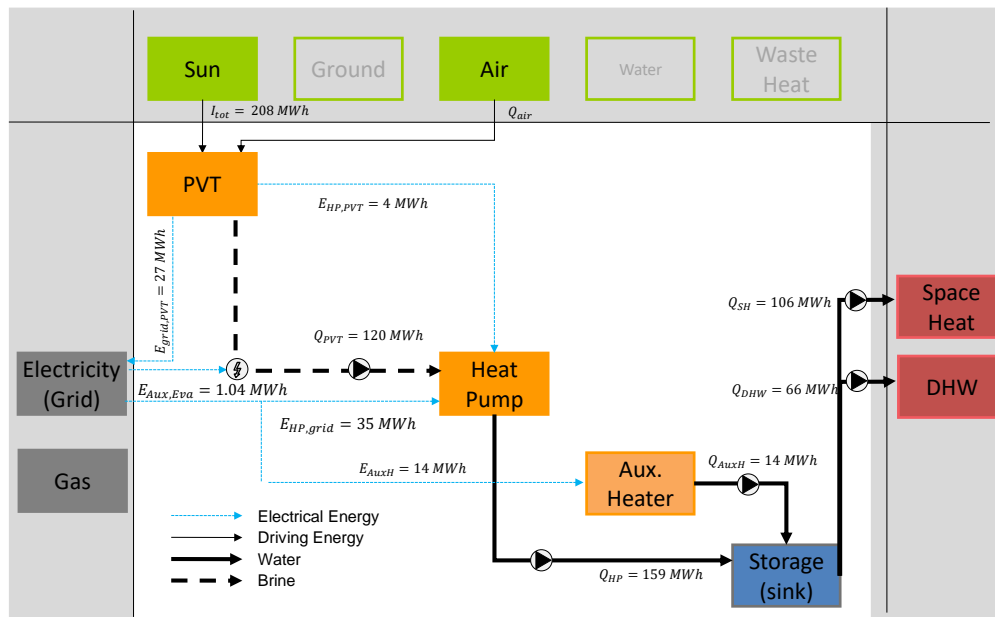 Sun
Ground
Air
Water
Waste
Heat
I_tot = 208 MWh
Q_air
PVT
E_HP,PVT = 4 MWh
E_grid,PVT = 27 MWh
Q_SH = 106 MWh
Space
Heat
Q_PVT = 120 MWh
Electricity
(Grid)
Heat
Pump
Q_DHW = 66 MWh
DHW
E_Aux,Eva = 1.04 MWh
E_HP,grid = 35 MWh
Gas
E_AuxH = 14 MWh
Aux.
Heater
Q_AuxH = 14 MWh
Electrical Energy
Driving Energy
Water
Brine
Q_HP = 159 MWh
Storage
(sink)